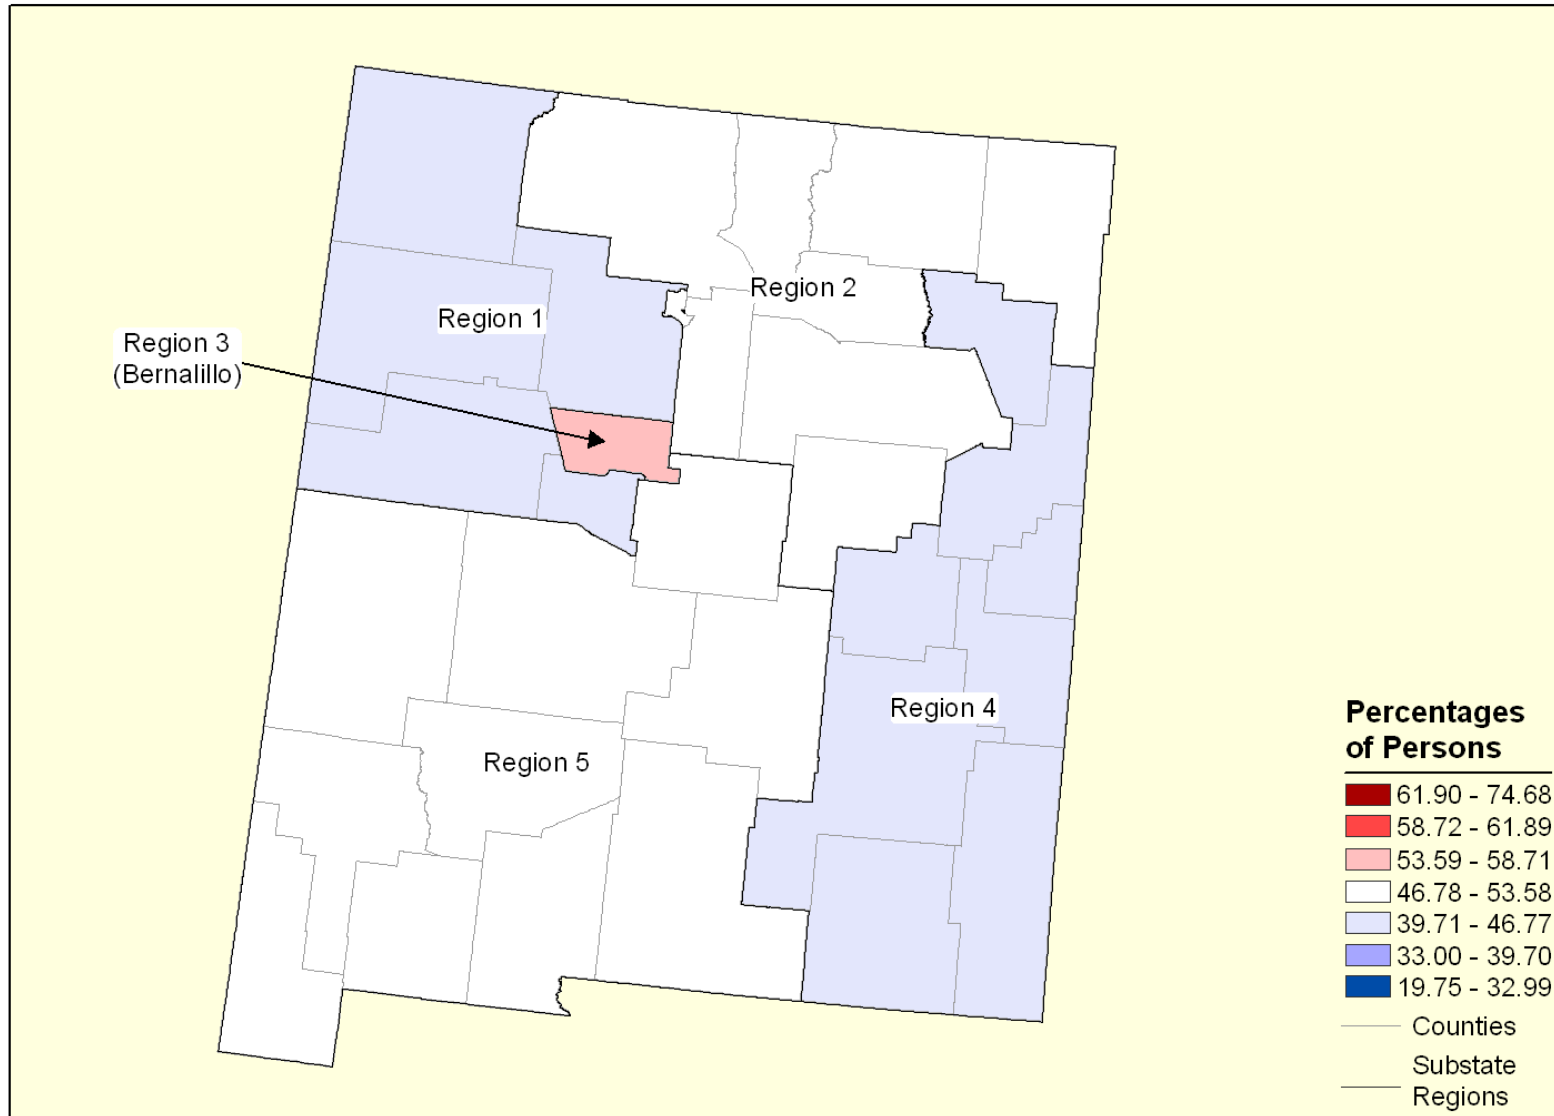 Region 2
Region 1
Region 3
(Bernalillo)
Region 4
Region 5
Percentages
of Persons
61.90 - 74.68
58.72 - 61.89
53.59 - 58.71
46.78 - 53.58
39.71 - 46.77
33.00 - 39.70
19.75 - 32.99
Counties
Substate
Regions